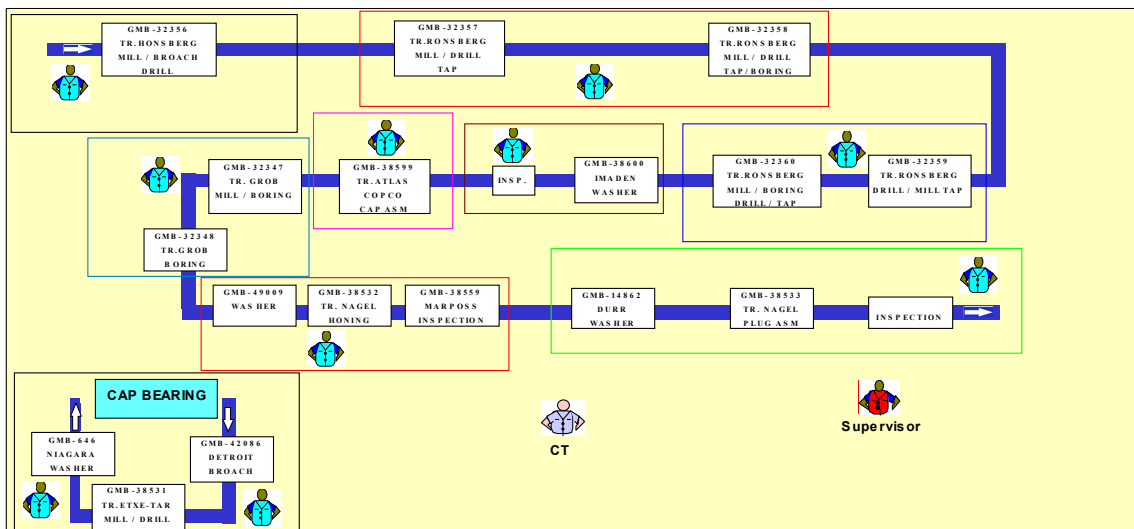 GMB-32356
TR.HONSBERG
MILL / BROACH
DRILL
GMB-32357
TR.RONSBERG
MILL / DRILL
TAP
GMB-32358
TR.RONSBERG
MILL / DRILL
TAP/BORING
GMB-32347
TR. GROB
MILL / BORING
GMB-38599
TR.ATLAS
COPCO
CAP ASM
INSP.
GMB-38600
IMADEN
WASHER
GMB-32360
TR.RONSBERG
MILL / BORING
DRILL / TAP
GMB-32359
TR.RONSBERG
DRILL / MILL TAP
GMB-32348
TR.GROB
BORING
GMB-49009
WASHER
GMB-38532
TR. NAGEL
HONING
GMB-38559
MARPOSS
INSPECTION
GMB-14862
DURR
WASHER
GMB-38533
TR. NAGEL
PLUG ASM
INSPECTION
CAP BEARING
GMB-646
NIAGARA
WASHER
GMB-42086
DETROIT
BROACH
GMB-38531
TR.ETXE-TAR
MILL / DRILL
CT
Supervisor